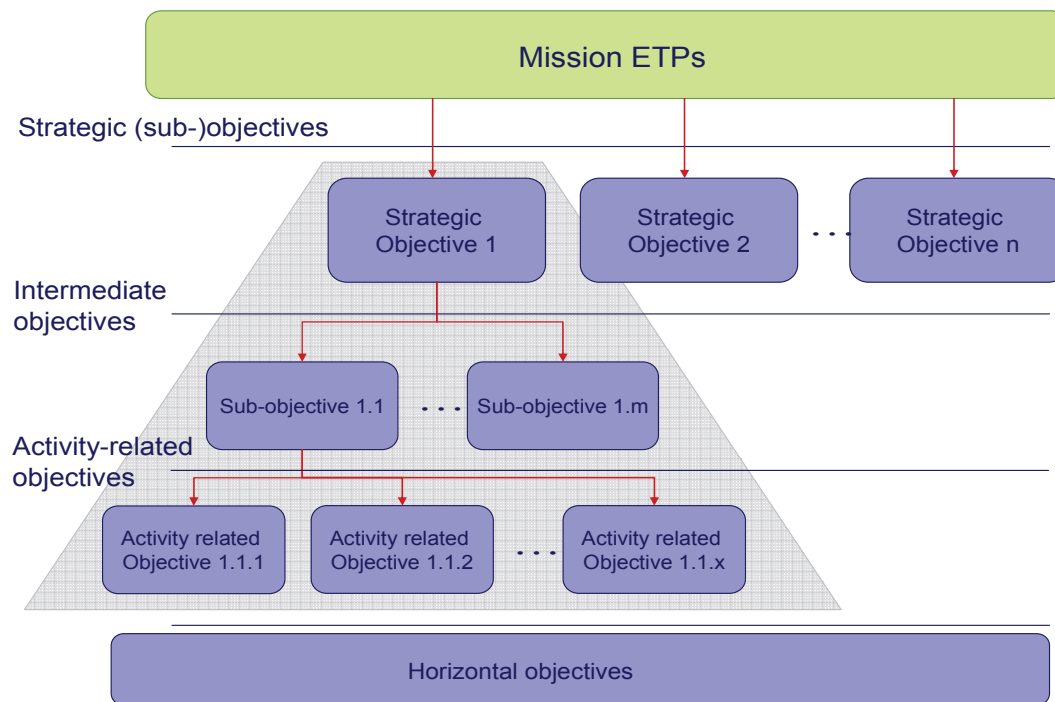 Mission ETPs
Strategic (sub-)objectives
Strategic
Objective 1
Strategic
Objective 2
. . .
Strategic
Objective n
Intermediate
objectives
Sub-objective 1.1
. . .
Sub-objective 1.m
Activity-related
objectives
Activity related
Objective 1.1.1
Activity related
Objective 1.1.2
. . .
Activity related
Objective 1.1.x
Horizontal objectives